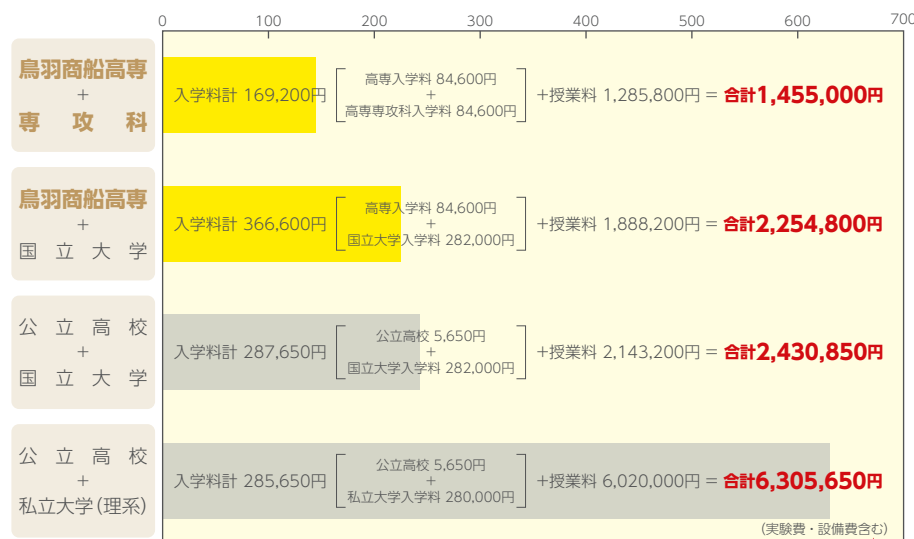 0 100 200 300 400 500 600 700
鳥羽商船高専
+
専攻科
入学料計 169,200円
高専入学料 84,600円
+
高専専攻科入学料 84,600円
+授業料 1,285,800円 = 合計1,455,000円
鳥羽商船高専
+
国立大学
入学料計 366,600円
高専入学料 84,600円
+
国立大学入学料 282,000円
+授業料 1,888,200円 = 合計2,254,800円
公立高校
+
国立大学
入学料計 287,650円
公立高校 5,650円
+
国立大学入学料 282,000円
+授業料 2,143,200円 = 合計2,430,850円
公立高校
+
私立大学(理系)
入学料計 285,650円
公立高校 5,650円
+
私立大学入学料 280,000円
+授業料 6,020,000円 = 合計6,305,650円
(実験費・設備費含む)